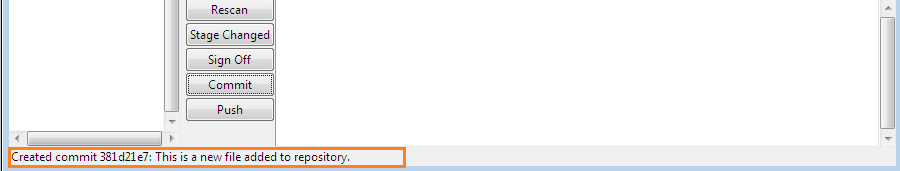 Rescan
Stage Changed
Sign Off
Commit
Push
Created commit 381d21e7: This is a new file added to repository.